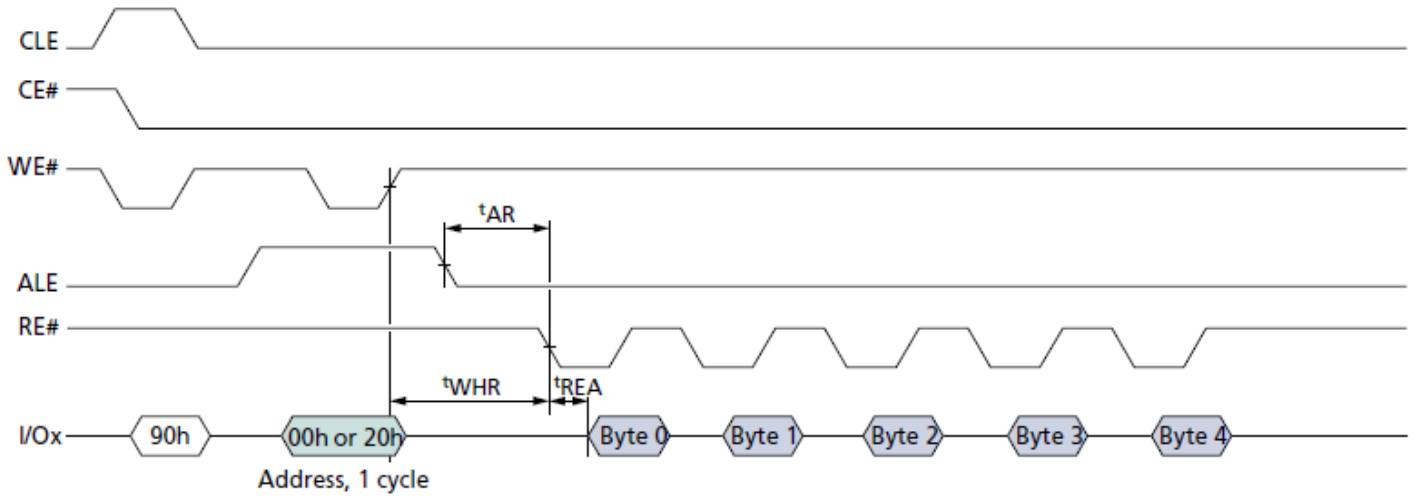 CLE
CE#
WE#
tAR
ALE
RE#
tWHR tREA
I/Ox 90h 00h or 20h Byte 0 Byte 1 Byte 2 Byte 3 Byte 4
Address, 1 cycle